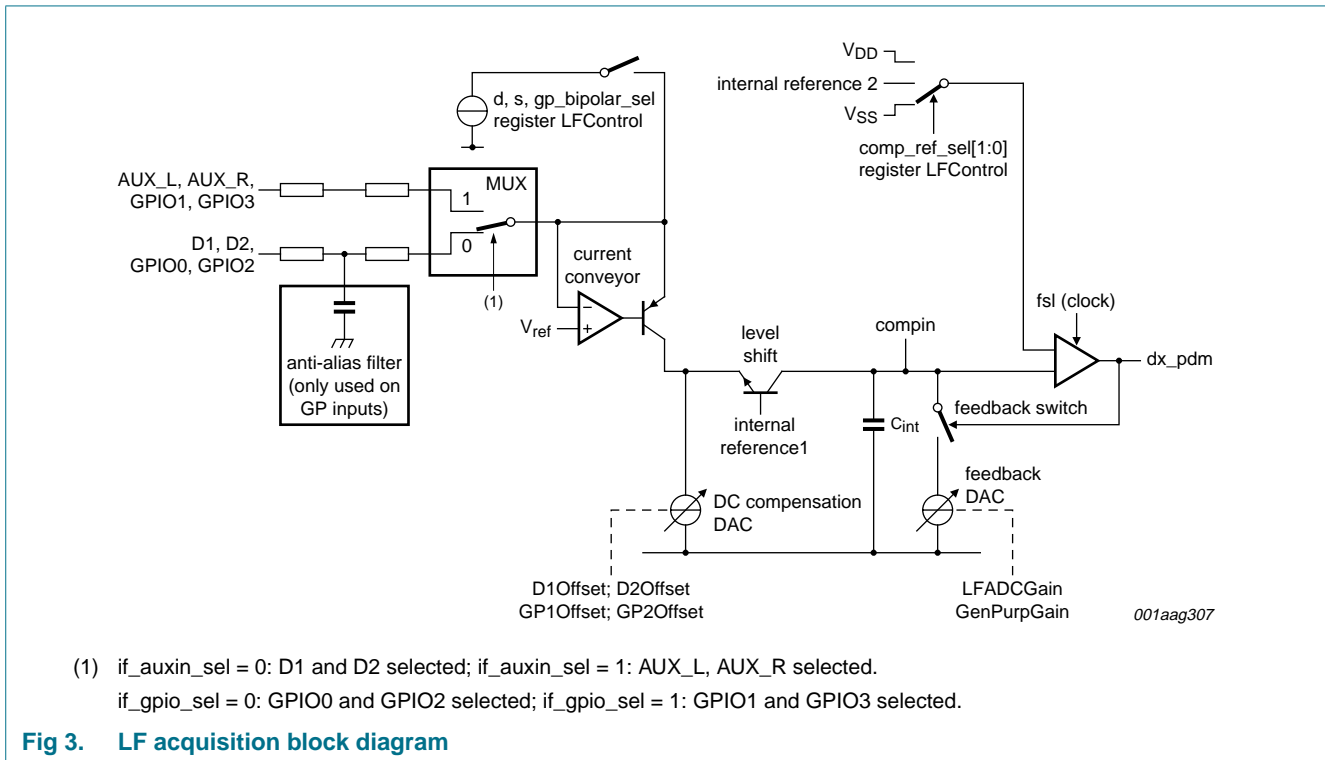 d, s, gp_bipolar_sel
register LFControl
VDD
internal reference 2
VSS
comp_ref_sel[1:0]
register LFControl
AUX_L, AUX_R,
GPIO1, GPIO3
MUX
1
0
D1, D2,
GPIO0, GPIO2
(1)
current
conveyor
Vref
−
+
anti-alias filter
(only used on
GP inputs)
level
shift
internal
reference1
compin
fsl (clock)
dx_pdm
feedback switch
Cint
feedback
DAC
DC compensation
DAC
D1Offset; D2Offset
GP1Offset; GP2Offset
LFADCGain
GenPurpGain
001aag307
(1) if_auxin_sel = 0: D1 and D2 selected; if_auxin_sel = 1: AUX_L, AUX_R selected.
if_gpio_sel = 0: GPIO0 and GPIO2 selected; if_gpio_sel = 1: GPIO1 and GPIO3 selected.
Fig 3. LF acquisition block diagram